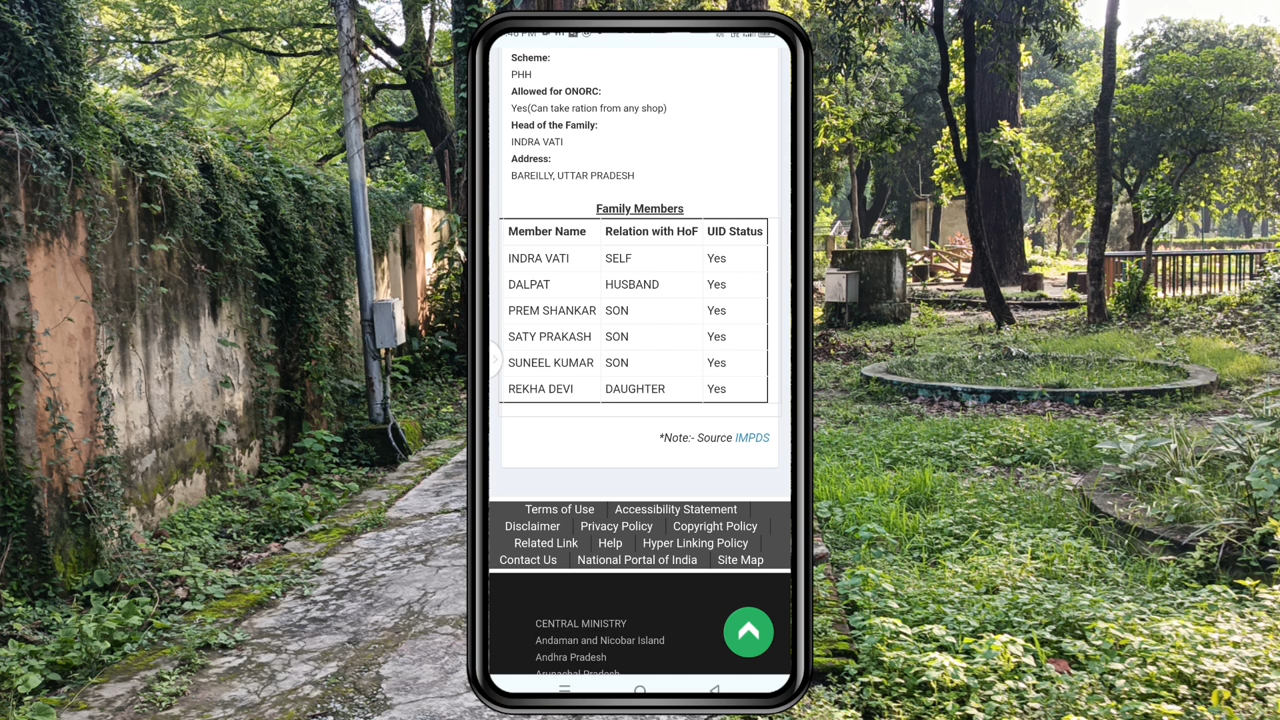 Scheme:
PHH
Allowed for ONORC:
Yes(Can take ration from any shop)
Head of the Family:
INDRA VATI
Address:
BAREILLY, UTTAR PRADESH
Family Members
Member Name Relation with HoF UID Status
INDRA VATI SELF Yes
DALPAT HUSBAND Yes
PREM SHANKAR SON Yes
SATY PRAKASH SON Yes
SUNEEL KUMAR SON Yes
REKHA DEVI DAUGHTER Yes
*Note:- Source IMPDS
Terms of Use Accessibility Statement
Disclaimer Privacy Policy Copyright Policy
Related Link Help Hyper Linking Policy
Contact Us National Portal of India Site Map
CENTRAL MINISTRY
Andaman and Nicobar Island
Andhra Pradesh
Arunachal Pradesh